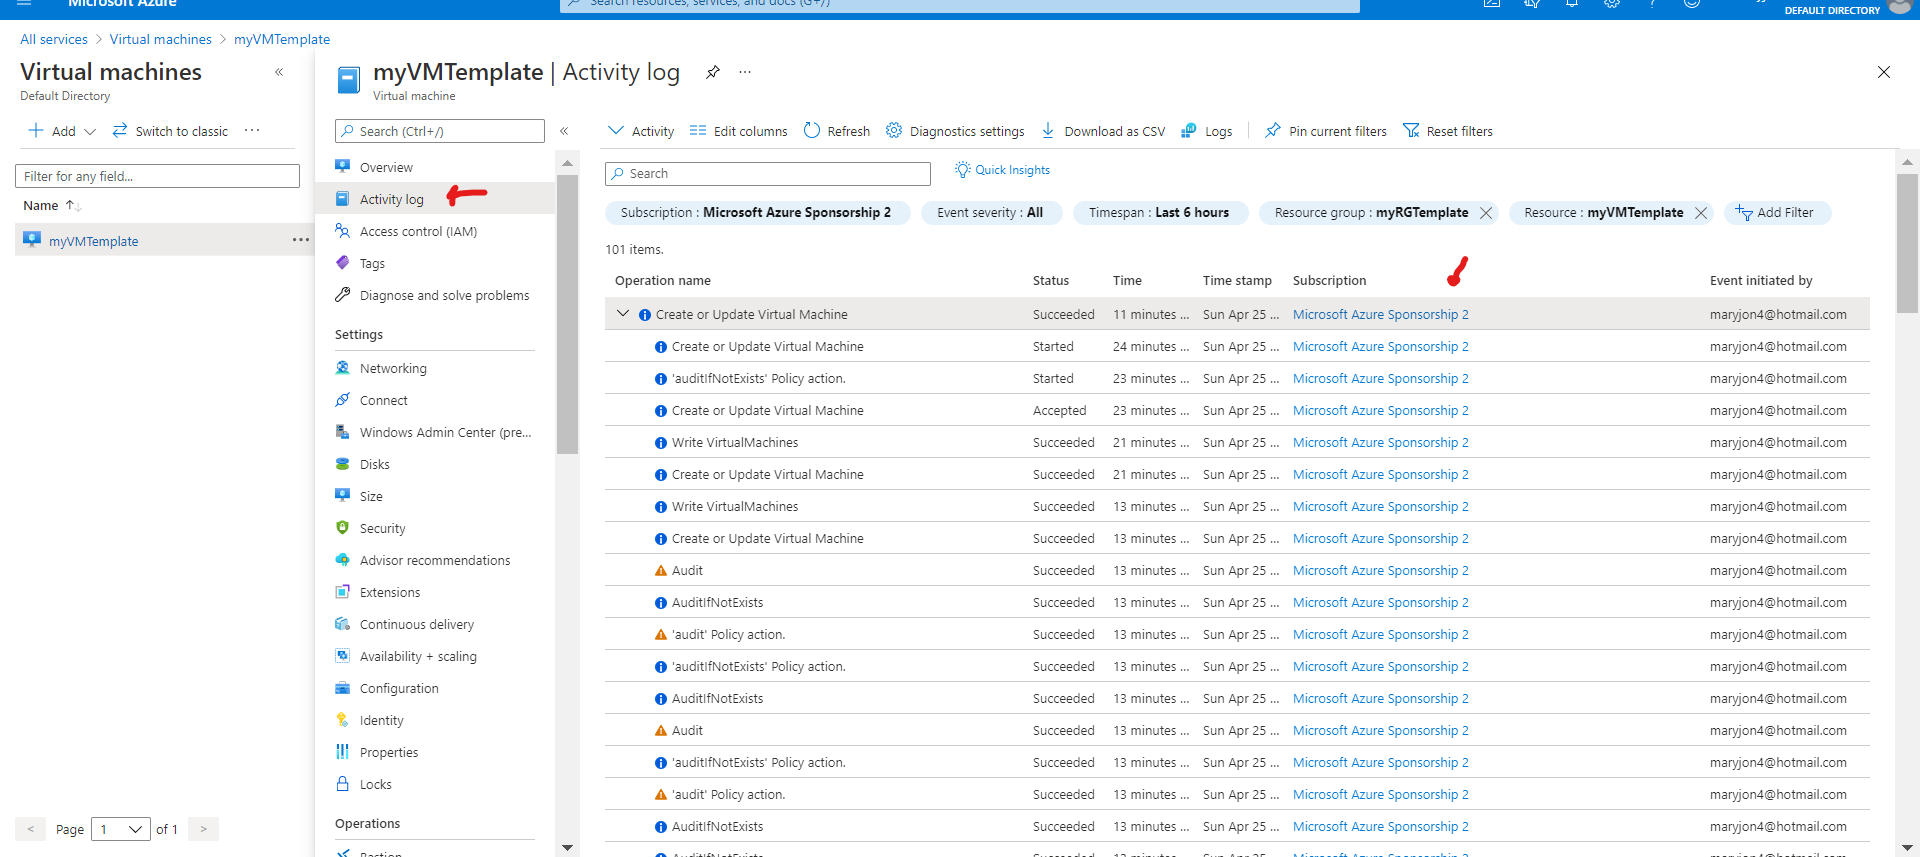 Microsoft Azure
Search resources, services, and docs (G+/)
DEFAULT DIRECTORY
All services > Virtual machines > myVMTemplate
Virtual machines
Default Directory
Add
Switch to classic
Filter for any field...
Name
myVMTemplate
Page 1 of 1
myVMTemplate | Activity log
Virtual machine
Search (Ctrl+/)
Overview
Activity log
Access control (IAM)
Tags
Diagnose and solve problems
Settings
Networking
Connect
Windows Admin Center (pre...
Disks
Size
Security
Advisor recommendations
Extensions
Continuous delivery
Availability + scaling
Configuration
Identity
Properties
Locks
Operations
Bastion
Activity Edit columns Refresh Diagnostics settings Download as CSV Logs Pin current filters Reset filters
Search
Quick Insights
Subscription : Microsoft Azure Sponsorship 2 Event severity : All Timespan : Last 6 hours Resource group : myRGTemplate Resource : myVMTemplate Add Filter
101 items.
Operation name Status Time Time stamp Subscription Event initiated by
Create or Update Virtual Machine Succeeded 11 minutes ... Sun Apr 25 ... Microsoft Azure Sponsorship 2 maryjon4@hotmail.com
Create or Update Virtual Machine Started 24 minutes ... Sun Apr 25 ... Microsoft Azure Sponsorship 2 maryjon4@hotmail.com
'auditIfNotExists' Policy action. Started 23 minutes ... Sun Apr 25 ... Microsoft Azure Sponsorship 2 maryjon4@hotmail.com
Create or Update Virtual Machine Accepted 23 minutes ... Sun Apr 25 ... Microsoft Azure Sponsorship 2 maryjon4@hotmail.com
Write VirtualMachines Succeeded 21 minutes ... Sun Apr 25 ... Microsoft Azure Sponsorship 2 maryjon4@hotmail.com
Create or Update Virtual Machine Succeeded 21 minutes ... Sun Apr 25 ... Microsoft Azure Sponsorship 2 maryjon4@hotmail.com
Write VirtualMachines Succeeded 13 minutes ... Sun Apr 25 ... Microsoft Azure Sponsorship 2 maryjon4@hotmail.com
Create or Update Virtual Machine Succeeded 13 minutes ... Sun Apr 25 ... Microsoft Azure Sponsorship 2 maryjon4@hotmail.com
Audit Succeeded 13 minutes ... Sun Apr 25 ... Microsoft Azure Sponsorship 2 maryjon4@hotmail.com
AuditIfNotExists Succeeded 13 minutes ... Sun Apr 25 ... Microsoft Azure Sponsorship 2 maryjon4@hotmail.com
'audit' Policy action. Succeeded 13 minutes ... Sun Apr 25 ... Microsoft Azure Sponsorship 2 maryjon4@hotmail.com
'auditIfNotExists' Policy action. Succeeded 13 minutes ... Sun Apr 25 ... Microsoft Azure Sponsorship 2 maryjon4@hotmail.com
AuditIfNotExists Succeeded 13 minutes ... Sun Apr 25 ... Microsoft Azure Sponsorship 2 maryjon4@hotmail.com
Audit Succeeded 13 minutes ... Sun Apr 25 ... Microsoft Azure Sponsorship 2 maryjon4@hotmail.com
'auditIfNotExists' Policy action. Succeeded 13 minutes ... Sun Apr 25 ... Microsoft Azure Sponsorship 2 maryjon4@hotmail.com
'audit' Policy action. Succeeded 13 minutes ... Sun Apr 25 ... Microsoft Azure Sponsorship 2 maryjon4@hotmail.com
AuditIfNotExists Succeeded 13 minutes ... Sun Apr 25 ... Microsoft Azure Sponsorship 2 maryjon4@hotmail.com